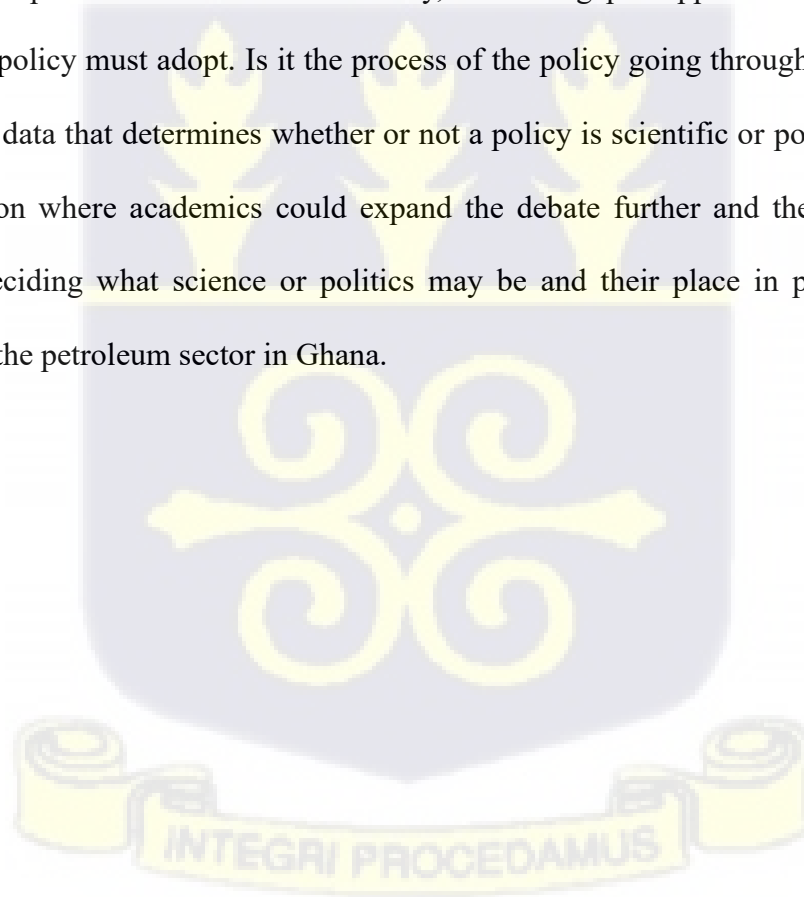 policy must adopt. Is it the process of the policy going through
data that determines whether or not a policy is scientific or po
on where academics could expand the debate further and the
eciding what science or politics may be and their place in p
the petroleum sector in Ghana.
INTEGRI PROCEDAMUS